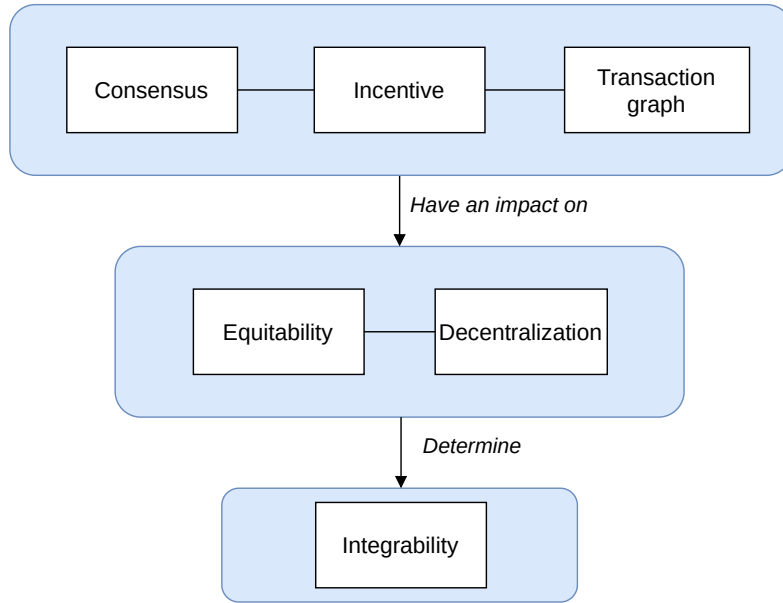 Consensus
Incentive
Transaction
graph
Have an impact on
Equitability
Decentralization
Determine
Integrability